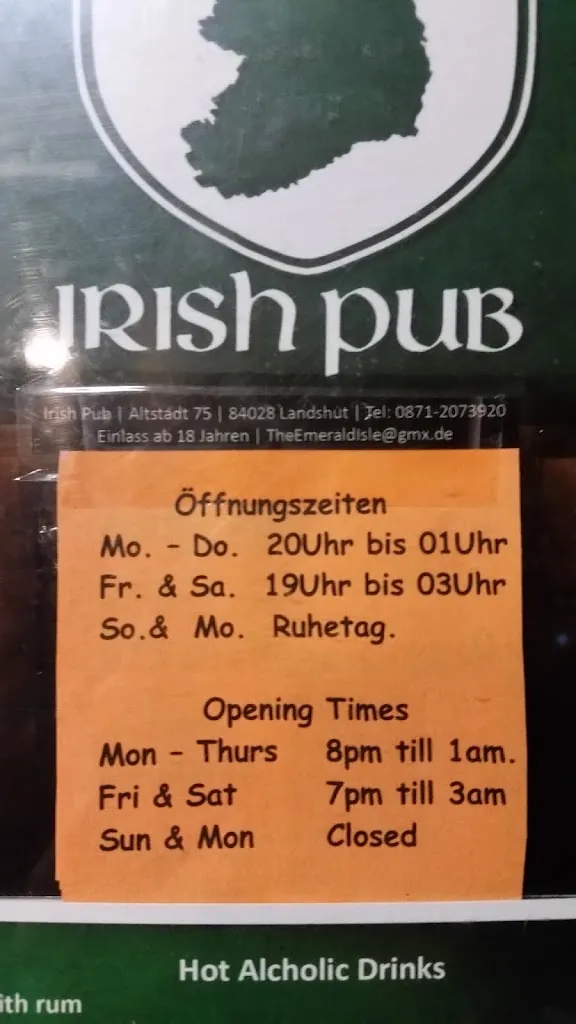 IRISH PUB
Irish Pub | Altstadt 75 | 84028 Landshut | Tel: 0871-2073920
Einlass ab 18 Jahren | TheEmeraldIsle@gmx.de
Öffnungszeiten
Mo. - Do. 20Uhr bis 01Uhr
Fr. & Sa. 19Uhr bis 03Uhr
So.& Mo. Ruhetag.
Opening Times
Mon - Thurs 8pm till 1am.
Fri & Sat 7pm till 3am
Sun & Mon Closed
Hot Alcholic Drinks
ith rum